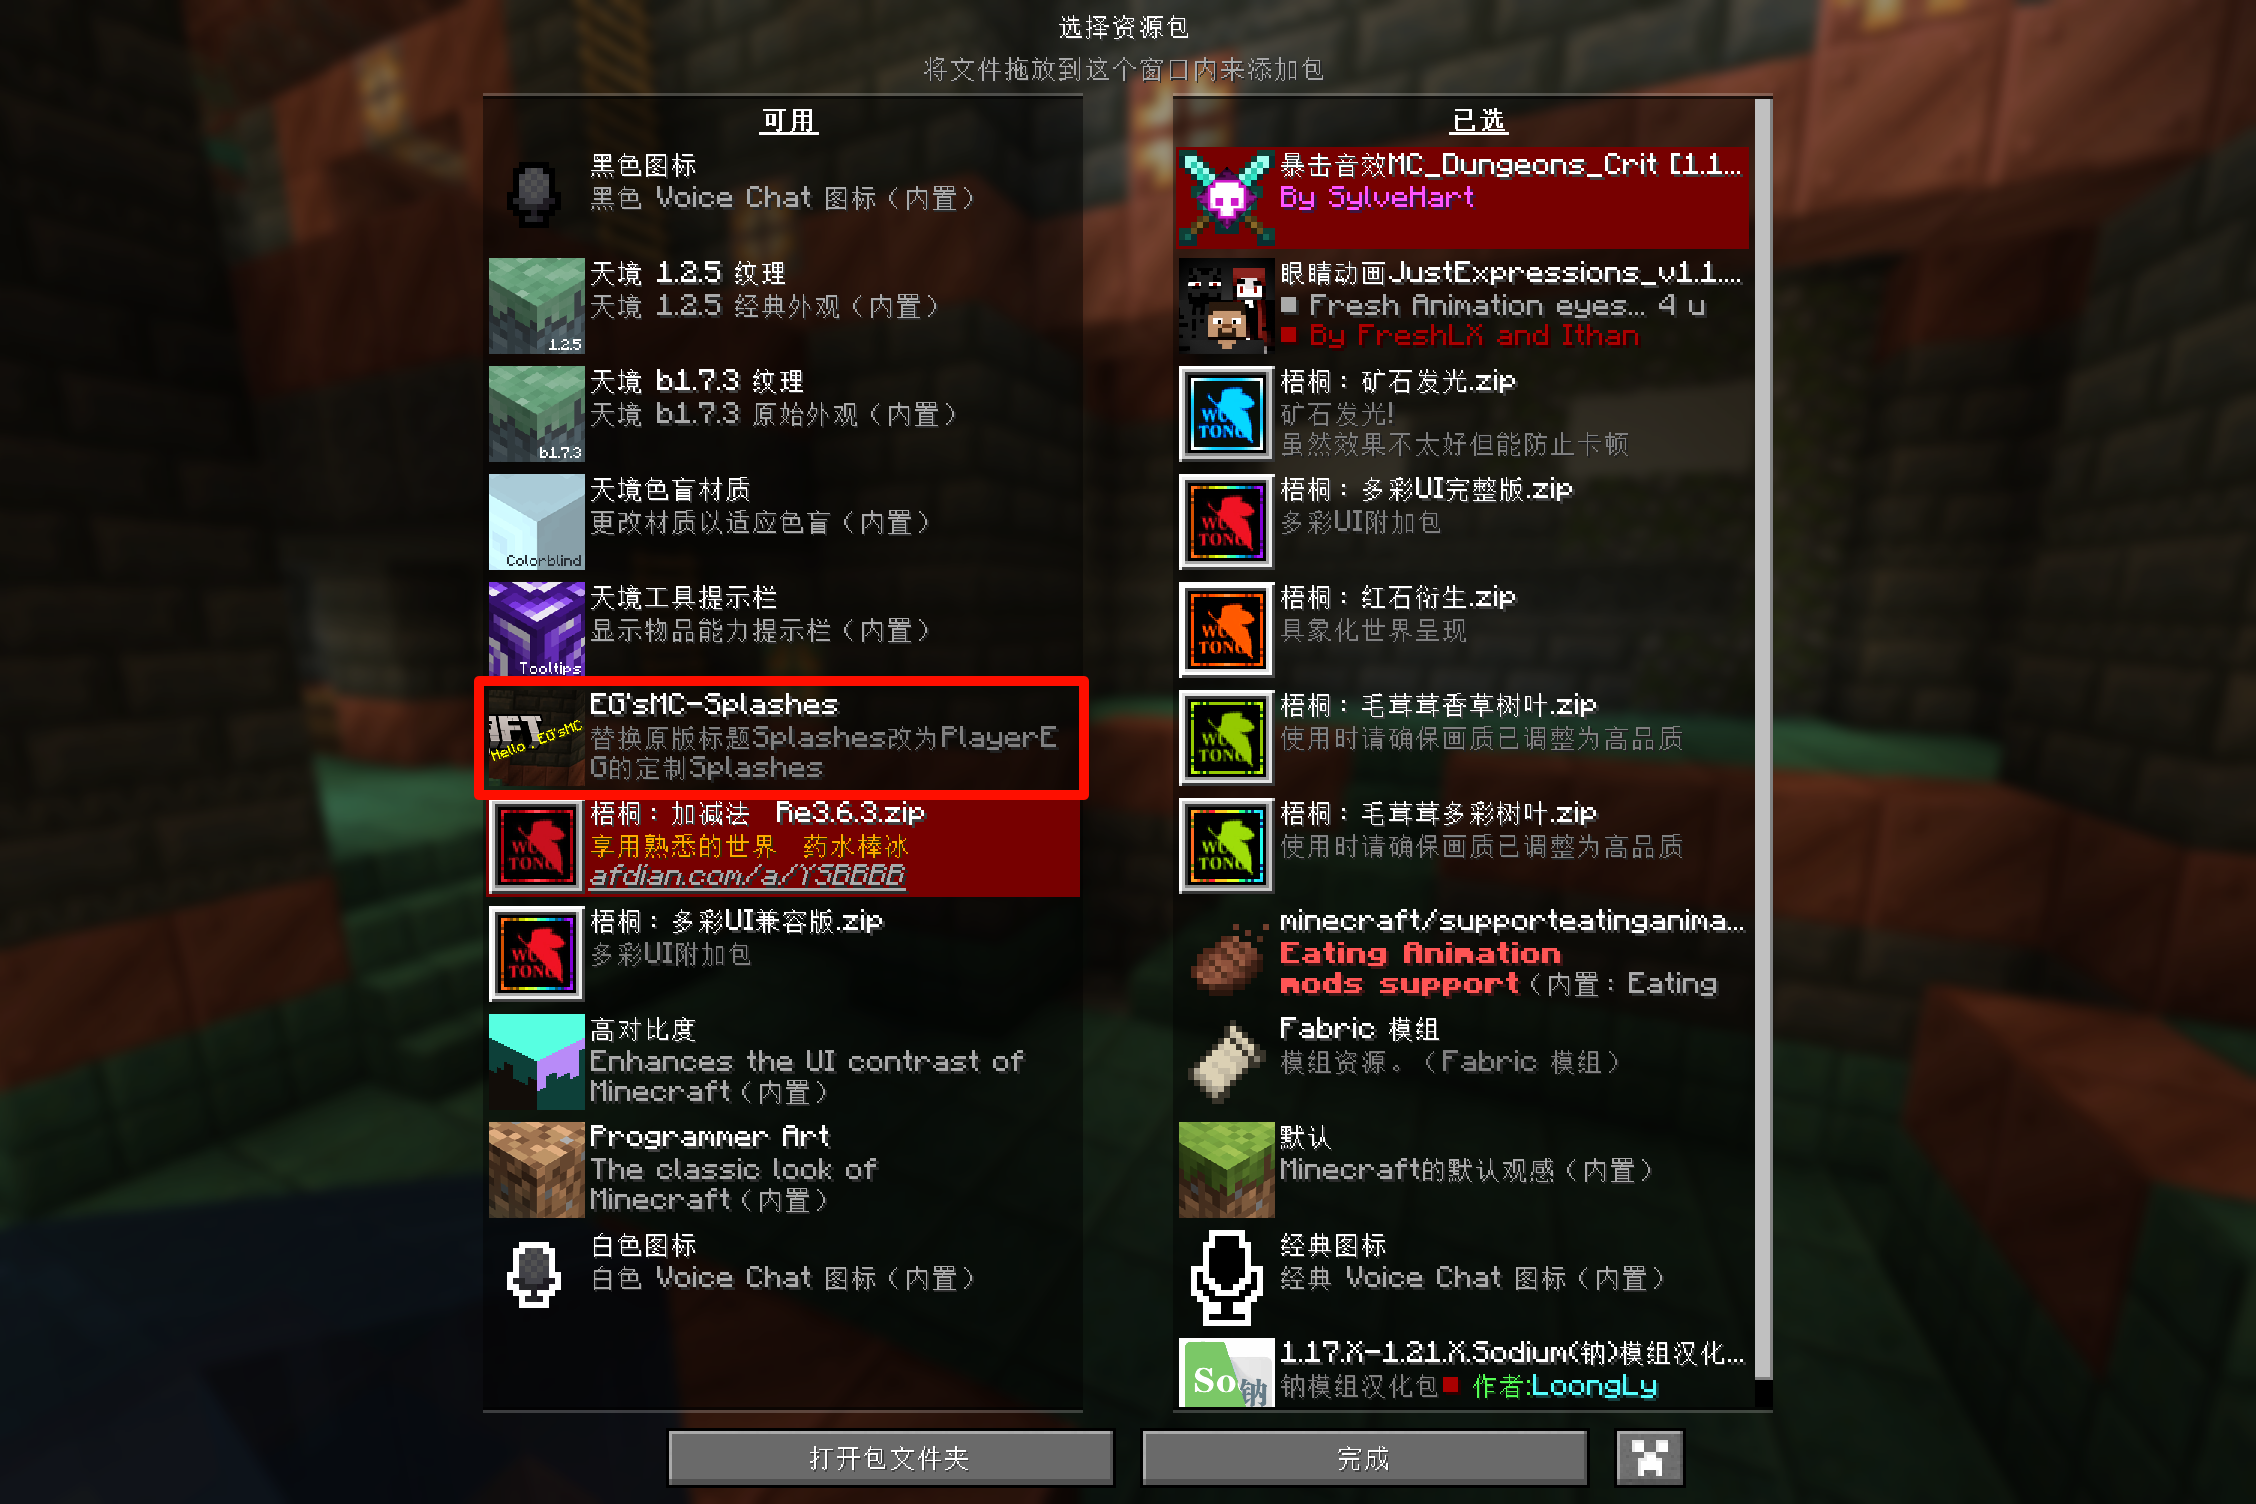 选择资源包
将文件拖放到这个窗口内来添加包
可用
黑色图标
黑色 Voice Chat 图标（内置）
天境 1.2.5 纹理
天境 1.2.5 经典外观（内置）
1.2.5
天境 b1.7.3 纹理
天境 b1.7.3 原始外观（内置）
b1.7.3
天境色盲材质
更改材质以适应色盲（内置）
Colorblind
天境工具提示栏
显示物品能力提示栏（内置）
Tooltips
EG'sMC-Splashes
替换原版标题Splashes改为PlayerE
G的定制Splashes
Hello , EG'sMC
梧桐：加减法 Re3.6.3.zip
享用熟悉的世界 药水棒冰
afdian.com/a/YSBBBB
WU
TONG
梧桐：多彩UI兼容版.zip
多彩UI附加包
WU
TONG
高对比度
Enhances the UI contrast of
Minecraft（内置）
Programmer Art
The classic look of
Minecraft（内置）
白色图标
白色 Voice Chat 图标（内置）
已选
暴击音效MC_Dungeons_Crit [1.1...
By SylveHart
眼睛动画JustExpressions_v1.1....
Fresh Animation eyes... 4 u
By FreshLX and Ithan
梧桐：矿石发光.zip
矿石发光!
虽然效果不太好但能防止卡顿
WU
TONG
梧桐：多彩UI完整版.zip
多彩UI附加包
WU
TONG
梧桐：红石衍生.zip
具象化世界呈现
WU
TONG
梧桐：毛茸茸香草树叶.zip
使用时请确保画质已调整为高品质
WU
TONG
梧桐：毛茸茸多彩树叶.zip
使用时请确保画质已调整为高品质
WU
TONG
minecraft/supporteatinganima...
Eating Animation
mods support（内置：Eating
Fabric 模组
模组资源。（Fabric 模组）
默认
Minecraft的默认观感（内置）
经典图标
经典 Voice Chat 图标（内置）
1.17.X-1.21.X.Sodium(钠)模组汉化...
钠模组汉化包 作者:LoongLy
So 钠
打开包文件夹
完成